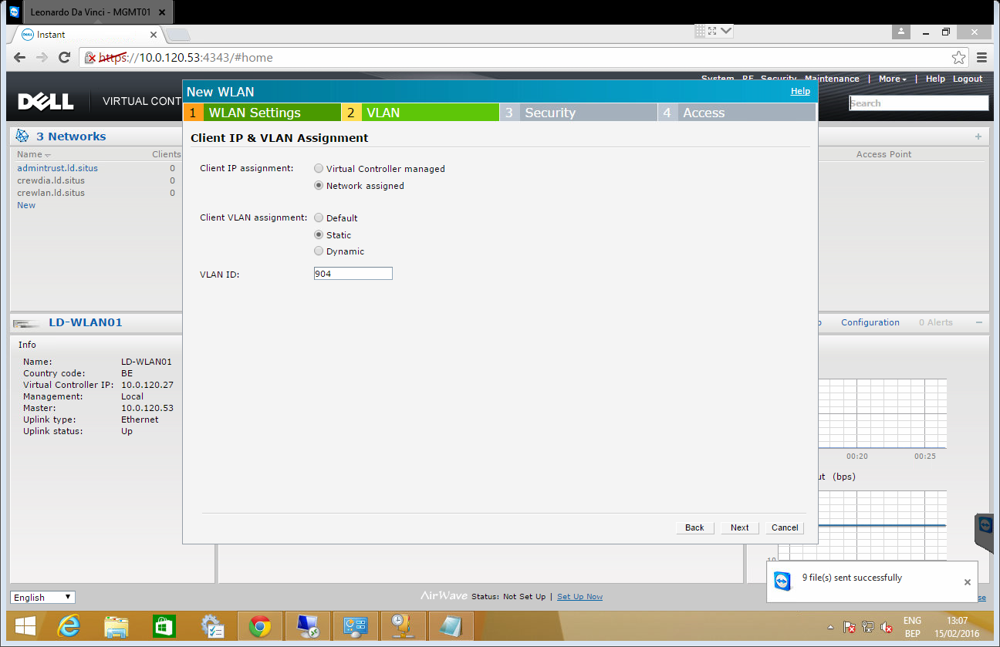 Leonardo Da Vinci - MGMT01
Instant
https://10.0.120.53:4343/#home
System RF Security Maintenance | More | Help Logout
DELL VIRTUAL CONT
Search
New WLAN Help
1 WLAN Settings 2 VLAN 3 Security 4 Access
3 Networks
Name Clients
admintrust.ld.situs 0
crewdia.ld.situs 0
crewlan.ld.situs 0
New
Access Point
Client IP & VLAN Assignment
Client IP assignment: Virtual Controller managed
Network assigned
Client VLAN assignment: Default
Static
Dynamic
VLAN ID: 904
Back Next Cancel
LD-WLAN01
Configuration 0 Alerts
Info
Name: LD-WLAN01
Country code: BE
Virtual Controller IP: 10.0.120.27
Management: Local
Master: 10.0.120.53
Uplink type: Ethernet
Uplink status: Up
00:20 00:25
ut (bps)
10
9 file(s) sent successfully
English
AirWave Status: Not Set Up | Set Up Now
se
ENG 13:07
BEP 15/02/2016